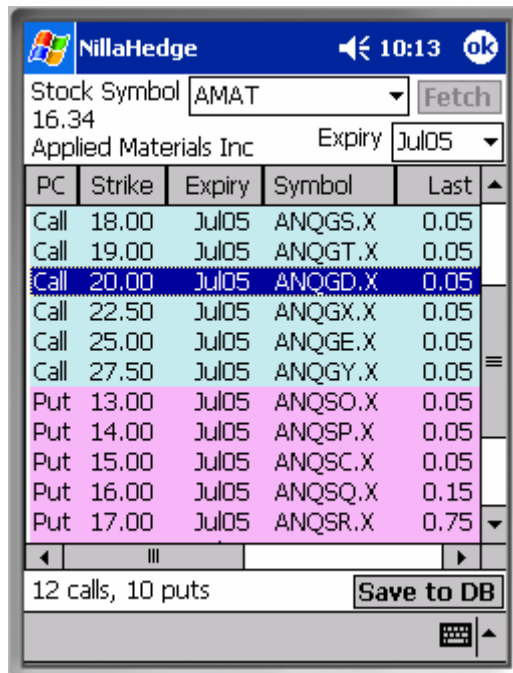 NillaHedge 10:13 ok
Stock Symbol AMAT Fetch
16.34
Applied Materials Inc Expiry Jul05
PC Strike Expiry Symbol Last
Call 18.00 Jul05 ANQGS.X 0.05
Call 19.00 Jul05 ANQGT.X 0.05
Call 20.00 Jul05 ANQGD.X 0.05
Call 22.50 Jul05 ANQGX.X 0.05
Call 25.00 Jul05 ANQGE.X 0.05
Call 27.50 Jul05 ANQGY.X 0.05
Put 13.00 Jul05 ANQSO.X 0.05
Put 14.00 Jul05 ANQSP.X 0.05
Put 15.00 Jul05 ANQSC.X 0.05
Put 16.00 Jul05 ANQSQ.X 0.15
Put 17.00 Jul05 ANQSR.X 0.75
12 calls, 10 puts Save to DB